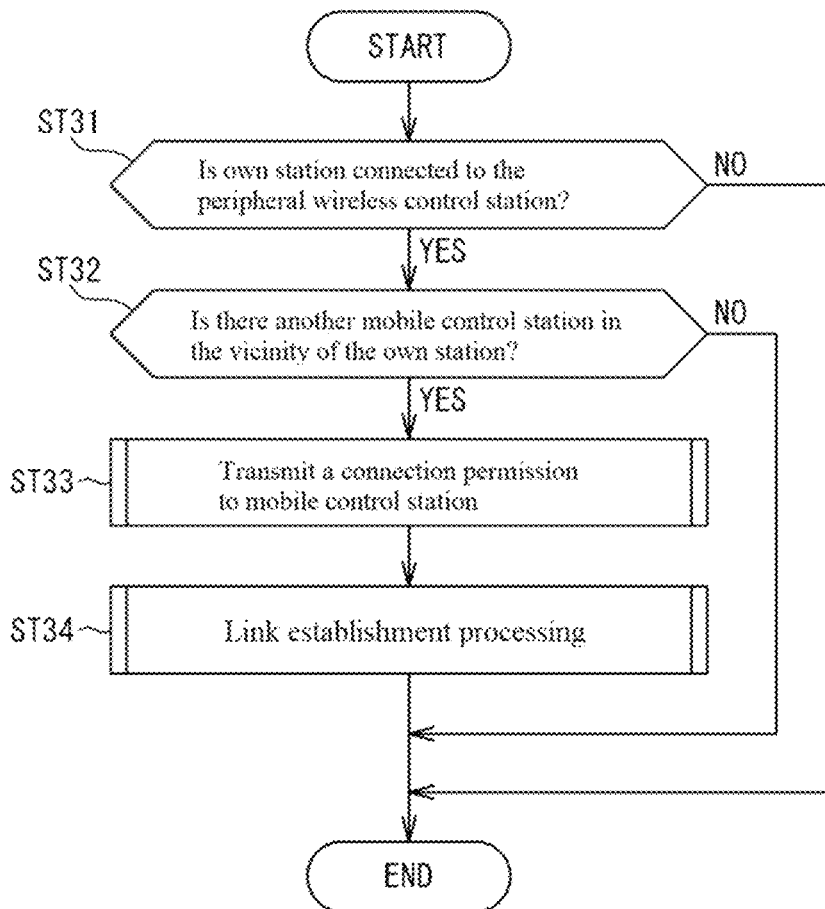 START
ST31
Is own station connected to the
peripheral wireless control station?
NO
YES
ST32
Is there another mobile control station in
the vicinity of the own station?
NO
YES
ST33
Transmit a connection permission
to mobile control station
ST34
Link establishment processing
END